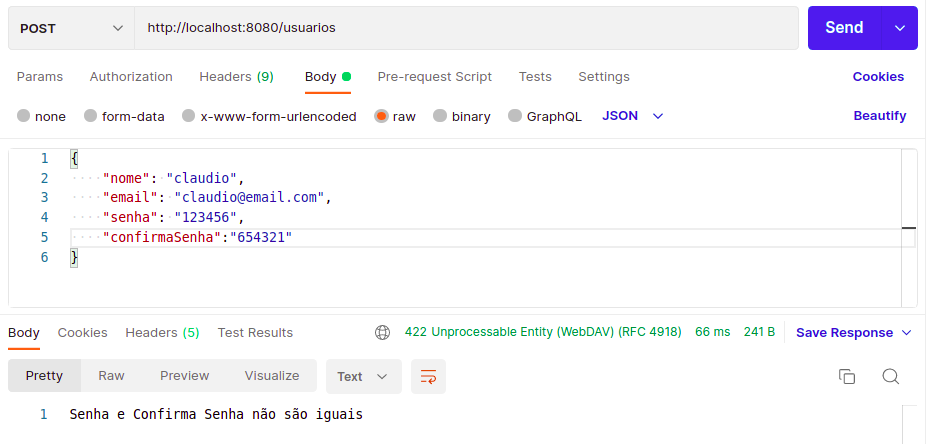 POST http://localhost:8080/usuarios Send
Params Authorization Headers (9) Body Pre-request Script Tests Settings Cookies
none form-data x-www-form-urlencoded raw binary GraphQL JSON Beautify
1 {
2 ····"nome":·"claudio",
3 ····"email":·"claudio@email.com",
4 ····"senha":·"123456",
5 ····"confirmaSenha":"654321"
6 }
Body Cookies Headers (5) Test Results 422 Unprocessable Entity (WebDAV) (RFC 4918) 66 ms 241 B Save Response
Pretty Raw Preview Visualize Text
1 Senha e Confirma Senha não são iguais